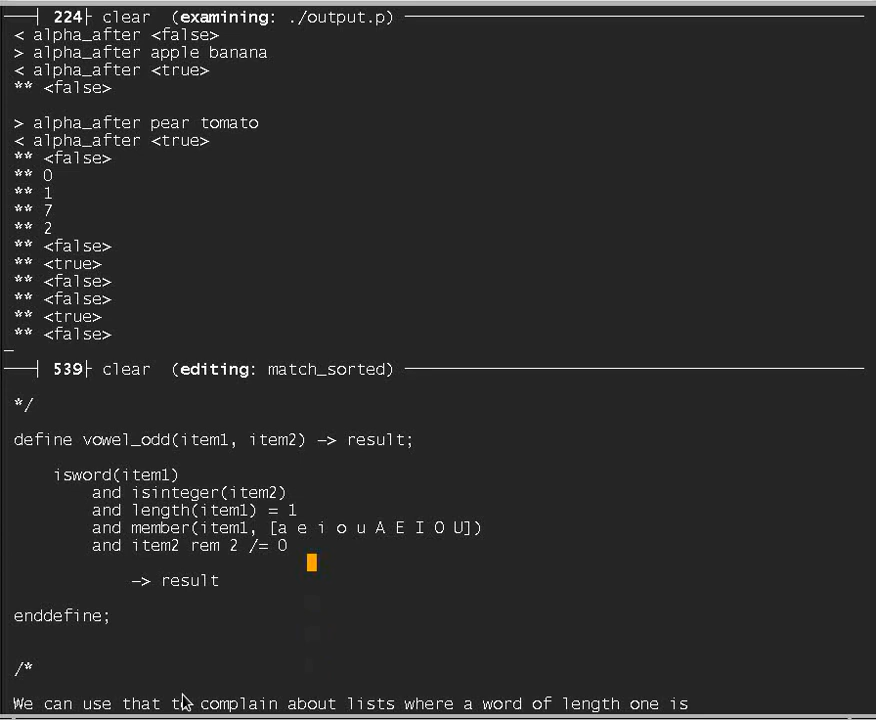 224 clear (examining: ./output.p)
< alpha_after <false>
> alpha_after apple banana
< alpha_after <true>
** <false>
> alpha_after pear tomato
< alpha_after <true>
** <false>
** 0
** 1
** 7
** 2
** <false>
** <true>
** <false>
** <false>
** <true>
** <false>
539 clear (editing: match_sorted)
*/
define vowel_odd(item1, item2) -> result;
isword(item1)
and isinteger(item2)
and length(item1) = 1
and member(item1, [a e i o u A E I O U])
and item2 rem 2 /= 0
-> result
enddefine;
/*
We can use that to complain about lists where a word of length one is